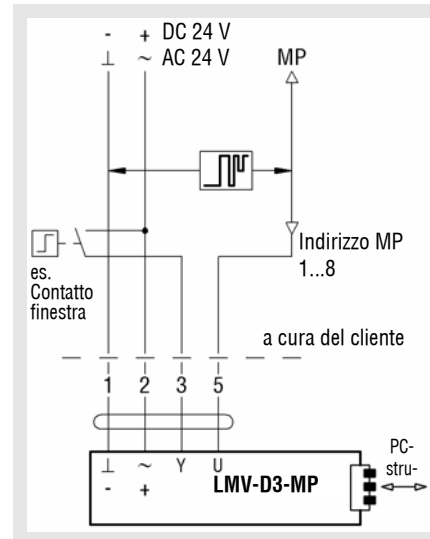 - + DC 24 V
⊥ ~ AC 24 V MP
Indirizzo MP
1...8
es.
Contatto
finestra
a cura del cliente
1 2 3 5
PC-
stru-
⊥ ~ Y U
LMV-D3-MP
- +